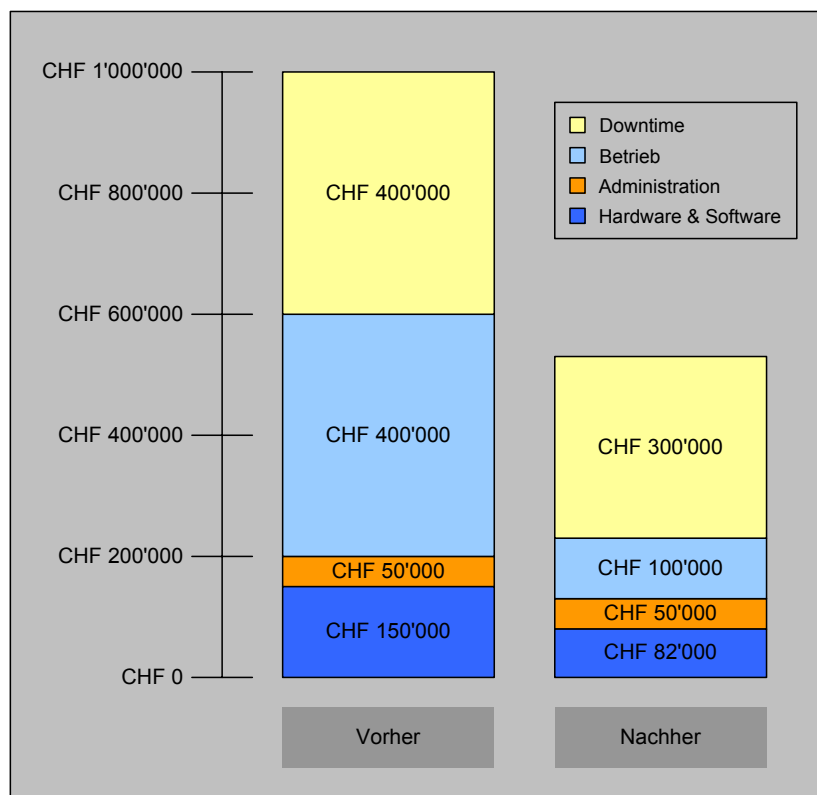 CHF 1'000'000
CHF 800'000
CHF 600'000
CHF 400'000
CHF 200'000
CHF 0
CHF 400'000
CHF 400'000
CHF 50'000
CHF 150'000
Vorher
Downtime
Betrieb
Administration
Hardware & Software
CHF 300'000
CHF 100'000
CHF 50'000
CHF 82'000
Nachher